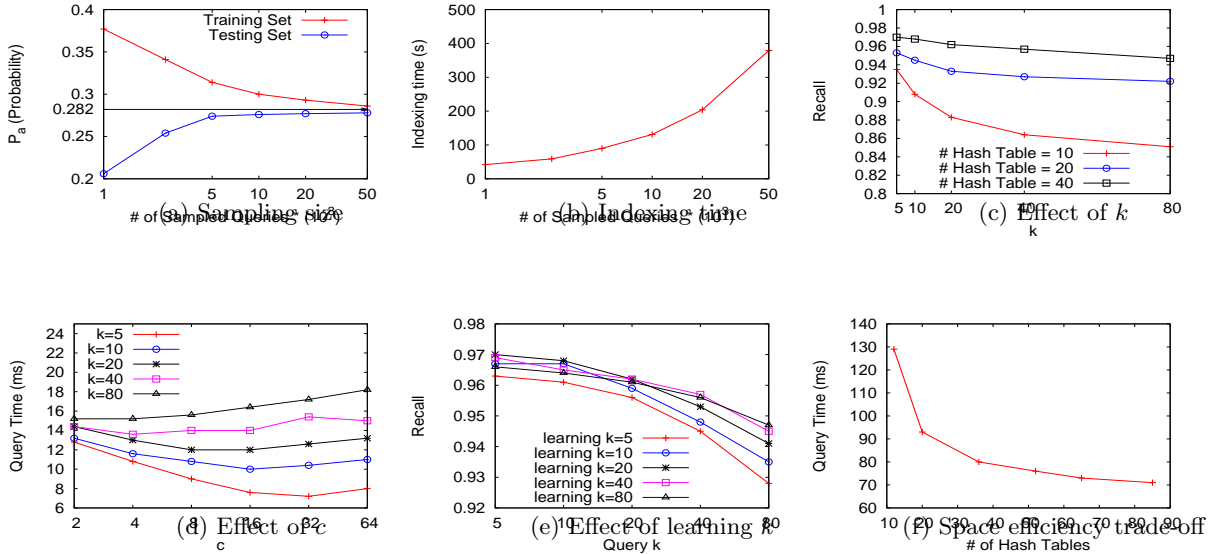 P_a (Probability)
0.4
0.35
0.3
0.282
0.25
0.2
Training Set
Testing Set
1 5 10 20 50
# of Sampled Queries * (10^3)
(a) Sampling size
Indexing time (s)
500
400
300
200
100
0
1 5 10 20 50
# of Sampled Queries * (10^3)
(b) Indexing time
Recall
1
0.98
0.96
0.94
0.92
0.9
0.88
0.86
0.84
0.82
0.8
# Hash Table = 10
# Hash Table = 20
# Hash Table = 40
5 10 20 40 80
k
(c) Effect of k
Query Time (ms)
24
22
20
18
16
14
12
10
8
6
k=5
k=10
k=20
k=40
k=80
2 4 8 16 32 64
c
(d) Effect of c
Recall
0.98
0.97
0.96
0.95
0.94
0.93
0.92
learning k=5
learning k=10
learning k=20
learning k=40
learning k=80
5 10 20 40 80
Query k
(e) Effect of learning k
Query Time (ms)
140
130
120
110
100
90
80
70
60
10 20 30 40 50 60 70 80 90
# of Hash Tables
(f) Space efficiency trade-off